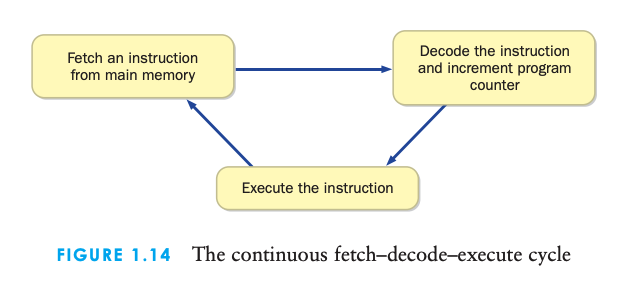 Fetch an instruction
from main memory
Decode the instruction
and increment program
counter
Execute the instruction
FIGURE 1.14 The continuous fetch–decode–execute cycle